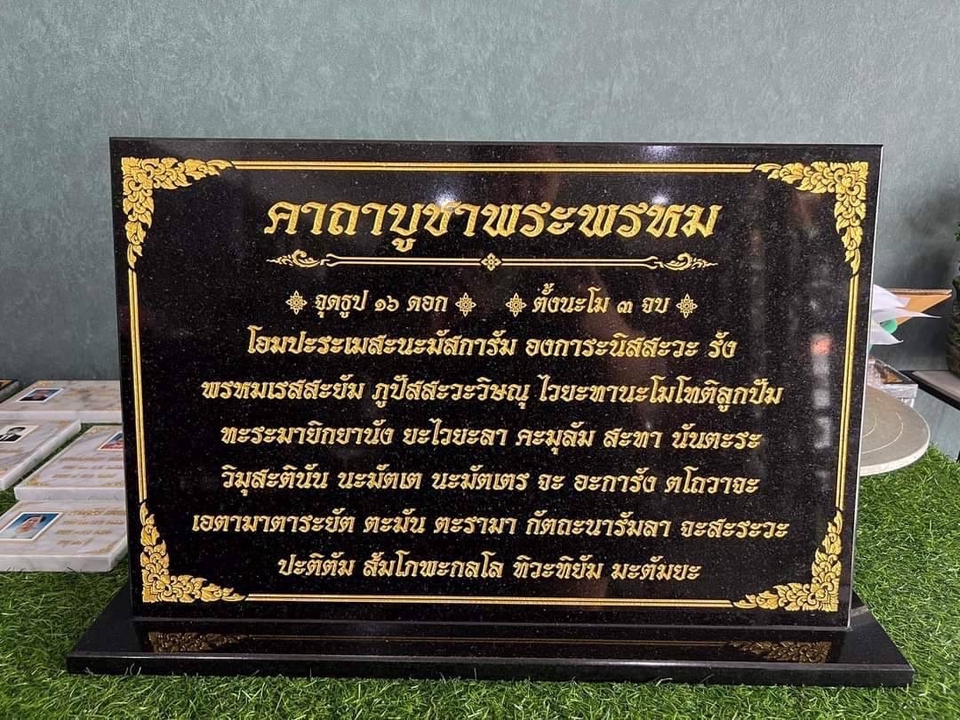 คาถาบูชาพระพรหม
จุดธูป ๑๖ ดอก ตั้งนะโม ๓ จบ
โอมปะระเมสะนะมัสการัม องการะนิสสะวะ รัง
พรหมเรสสะยัม ภูปัสสะวะวิษณุ ไวยะทานะโมโทติลูกปัม
ทะระมายิกยานัง ยะไวยะลา คะมุลัม สะทา นันตะระ
วิมุสะตินัน นะมัตเต นะมัตเตร จะ อะการัง ตโถวาจะ
เอตามาตาระยัต ตะมัน ตะรามา กัตถะนารัมลา จะสะระวะ
ปะติตัม สัมโภพะกลโล ทิวะทิยัม มะตัมยะ